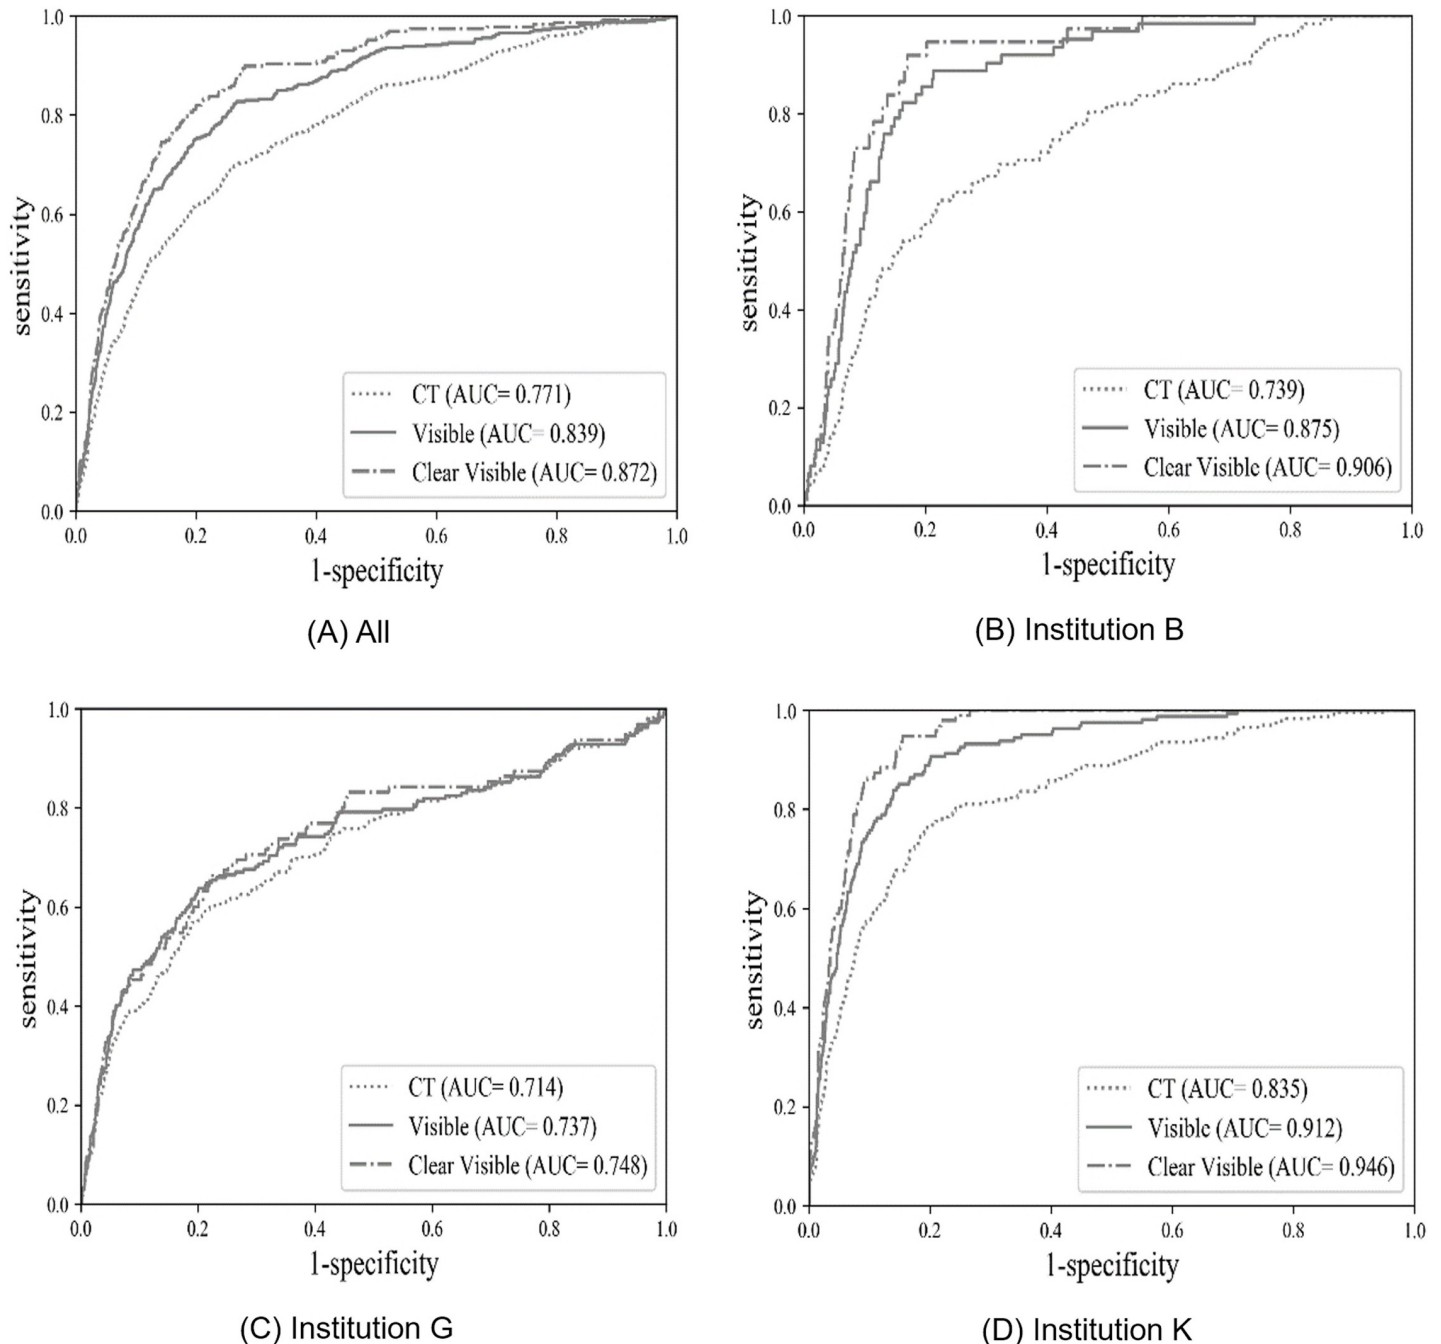 1.0
0.8
0.6
0.4
0.2
0.0
sensitivity
CT (AUC= 0.771)
Visible (AUC= 0.839)
Clear Visible (AUC= 0.872)
0.0 0.2 0.4 0.6 0.8 1.0
1-specificity
(A) All
1.0
0.8
0.6
0.4
0.2
0.0
sensitivity
CT (AUC= 0.739)
Visible (AUC= 0.875)
Clear Visible (AUC= 0.906)
0.0 0.2 0.4 0.6 0.8 1.0
1-specificity
(B) Institution B
1.0
0.8
0.6
0.4
0.2
0.0
sensitivity
CT (AUC= 0.714)
Visible (AUC= 0.737)
Clear Visible (AUC= 0.748)
0.0 0.2 0.4 0.6 0.8 1.0
1-specificity
(C) Institution G
1.0
0.8
0.6
0.4
0.2
0.0
sensitivity
CT (AUC= 0.835)
Visible (AUC= 0.912)
Clear Visible (AUC= 0.946)
0.0 0.2 0.4 0.6 0.8 1.0
1-specificity
(D) Institution K